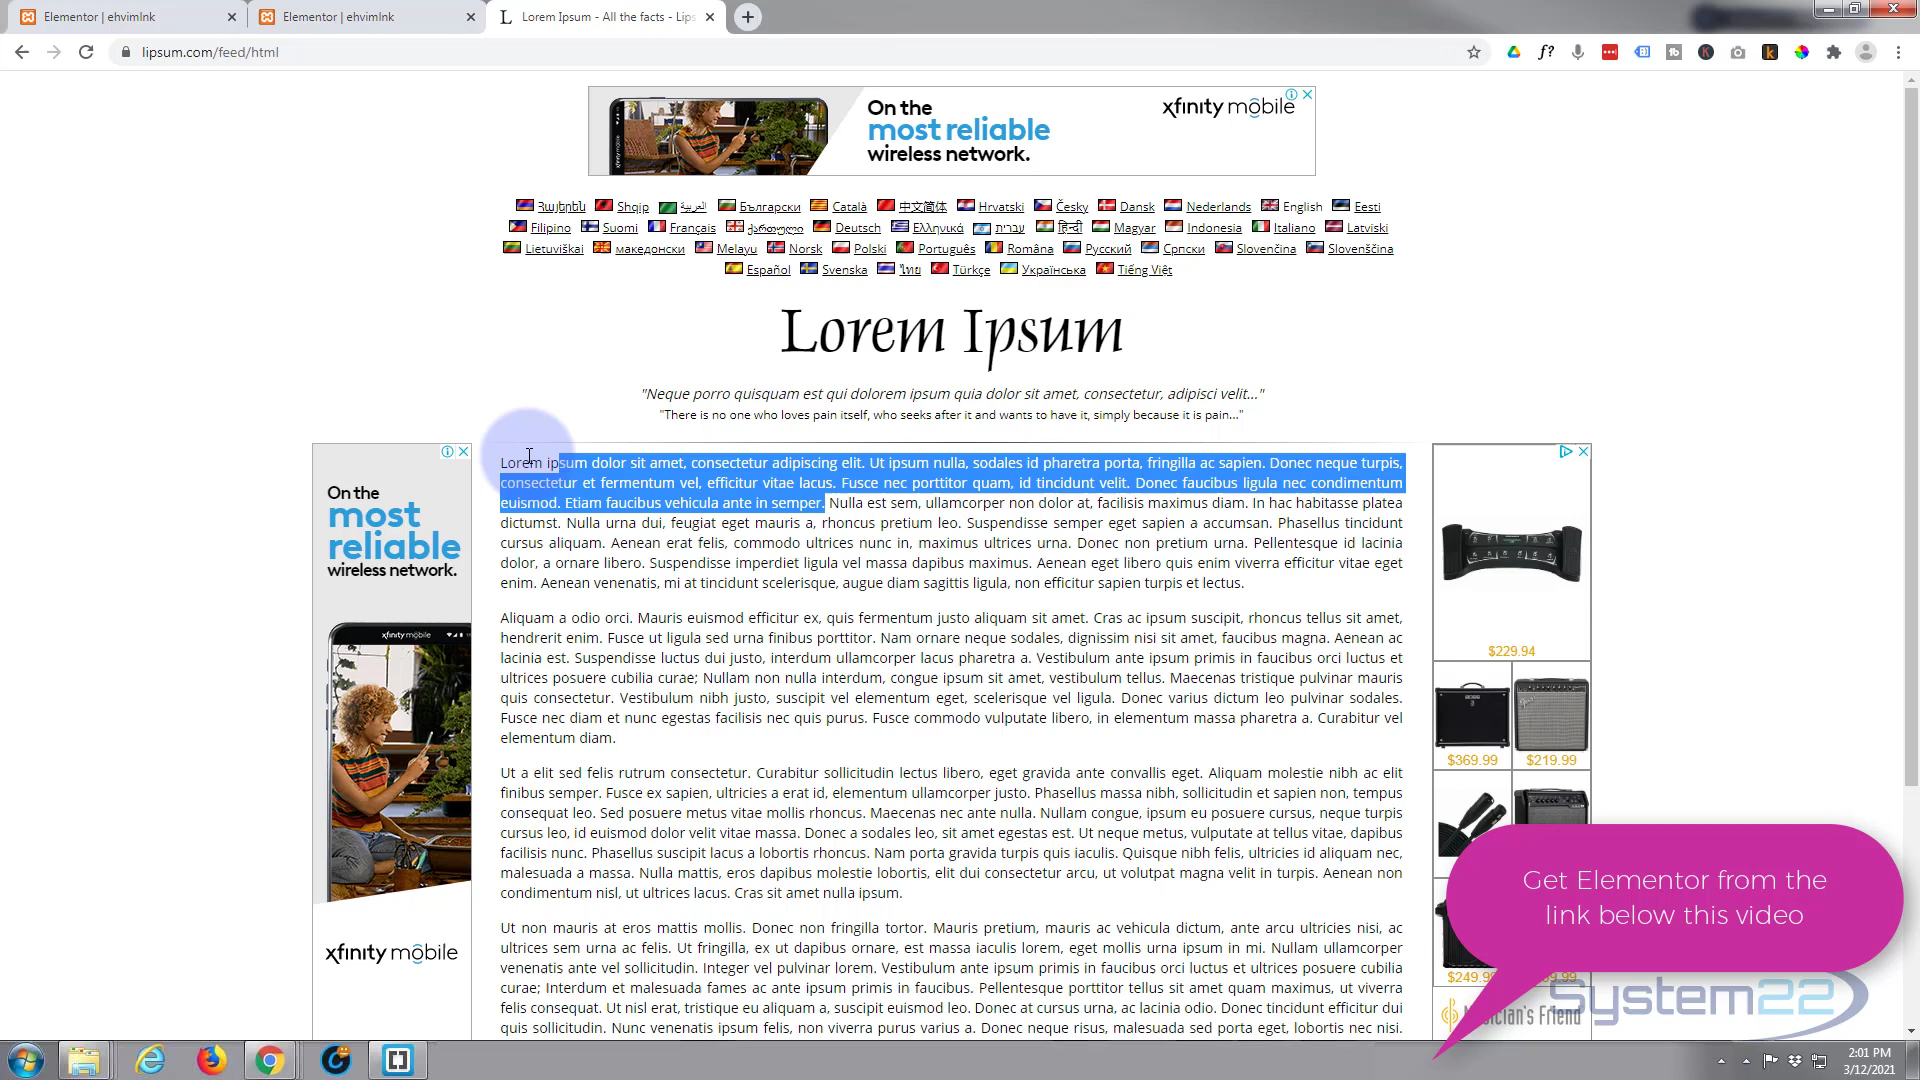 Elementor | ehvimlnk
Elementor | ehvimlnk
Lorem Ipsum - All the facts - Lips
lipsum.com/feed/html
On the
most reliable
wireless network.
xfinity mobile
Հայերեն Shqip العربية Български Català 中文简体 Hrvatski Česky Dansk Nederlands English Eesti
Filipino Suomi Français ქართული Deutsch Ελληνικά עברית हिन्दी Magyar Indonesia Italiano Latviski
Lietuviškai македонски Melayu Norsk Polski Português Româna Русский Српски Slovenčina Slovenščina
Español Svenska ไทย Türkçe Українська Tiếng Việt
Lorem Ipsum
"Neque porro quisquam est qui dolorem ipsum quia dolor sit amet, consectetur, adipisci velit..."
"There is no one who loves pain itself, who seeks after it and wants to have it, simply because it is pain..."
On the
most
reliable
wireless network.
xfinity mobile
xfinity mobile
Lorem ipsum dolor sit amet, consectetur adipiscing elit. Ut ipsum nulla, sodales id pharetra porta, fringilla ac sapien. Donec neque turpis,
consectetur et fermentum vel, efficitur vitae lacus. Fusce nec porttitor quam, id tincidunt velit. Donec faucibus ligula nec condimentum
euismod. Etiam faucibus vehicula ante in semper. Nulla est sem, ullamcorper non dolor at, facilisis maximus diam. In hac habitasse platea
dictumst. Nulla urna dui, feugiat eget mauris a, rhoncus pretium leo. Suspendisse semper eget sapien a accumsan. Phasellus tincidunt
cursus aliquam. Aenean erat felis, commodo ultrices nunc in, maximus ultrices urna. Donec non pretium urna. Pellentesque id lacinia
dolor, a ornare libero. Suspendisse imperdiet ligula vel massa dapibus maximus. Aenean eget libero quis enim viverra efficitur vitae eget
enim. Aenean venenatis, mi at tincidunt scelerisque, augue diam sagittis ligula, non efficitur sapien turpis et lectus.
Aliquam a odio orci. Mauris euismod efficitur ex, quis fermentum justo aliquam sit amet. Cras ac ipsum suscipit, rhoncus tellus sit amet,
hendrerit enim. Fusce ut ligula sed urna finibus porttitor. Nam ornare neque sodales, dignissim nisi sit amet, faucibus magna. Aenean ac
lacinia est. Suspendisse luctus dui justo, interdum ullamcorper lacus pharetra a. Vestibulum ante ipsum primis in faucibus orci luctus et
ultrices posuere cubilia curae; Nullam non nulla interdum, congue ipsum sit amet, vestibulum tellus. Maecenas tristique pulvinar mauris
quis consectetur. Vestibulum nibh justo, suscipit vel elementum eget, scelerisque vel ligula. Donec varius dictum leo pulvinar sodales.
Fusce nec diam et nunc egestas facilisis nec quis purus. Fusce commodo vulputate libero, in elementum massa pharetra a. Curabitur vel
elementum diam.
Ut a elit sed felis rutrum consectetur. Curabitur sollicitudin lectus libero, eget gravida ante convallis eget. Aliquam molestie nibh ac elit
finibus semper. Fusce ex sapien, ultricies a erat id, elementum ullamcorper justo. Phasellus massa nibh, sollicitudin et sapien non, tempus
consequat leo. Sed posuere metus vitae mollis rhoncus. Maecenas nec ante nulla. Nullam congue, ipsum eu posuere cursus, neque turpis
cursus leo, id euismod dolor velit vitae massa. Donec a sodales leo, sit amet egestas est. Ut neque metus, vulputate at tellus vitae, dapibus
facilisis nunc. Phasellus suscipit lacus a lobortis rhoncus. Nam porta gravida turpis quis iaculis. Quisque nibh felis, ultricies id aliquam nec,
malesuada a massa. Nulla mattis, eros dapibus molestie lobortis, elit dui consectetur arcu, ut volutpat magna velit in turpis. Aenean non
condimentum nisl, ut ultrices lacus. Cras sit amet nulla ipsum.
Ut non mauris at eros mattis mollis. Donec non fringilla tortor. Mauris pretium, mauris ac vehicula dictum, ante arcu ultricies nisi, ac
ultrices sem urna ac felis. Ut fringilla, ex ut dapibus ornare, est massa iaculis lorem, eget mollis urna ipsum in mi. Nullam ullamcorper
venenatis ante vel sollicitudin. Integer vel pulvinar lorem. Vestibulum ante ipsum primis in faucibus orci luctus et ultrices posuere cubilia
curae; Interdum et malesuada fames ac ante ipsum primis in faucibus. Pellentesque porttitor tellus sit amet quam maximus, ut viverra
felis consequat. Ut nisl erat, tristique eu aliquam a, suscipit euismod leo. Donec at cursus urna, ac lacinia odio. Donec tincidunt efficitur dui
quis sollicitudin. Nunc venenatis ipsum felis, non viverra purus varius a. Donec neque risus, malesuada sed porta eget, lobortis nec nisi.
$229.94
$369.99 $219.99
$249.99
Get Elementor from the
link below this video
System22
Musician's Friend
2:01 PM
3/12/2021